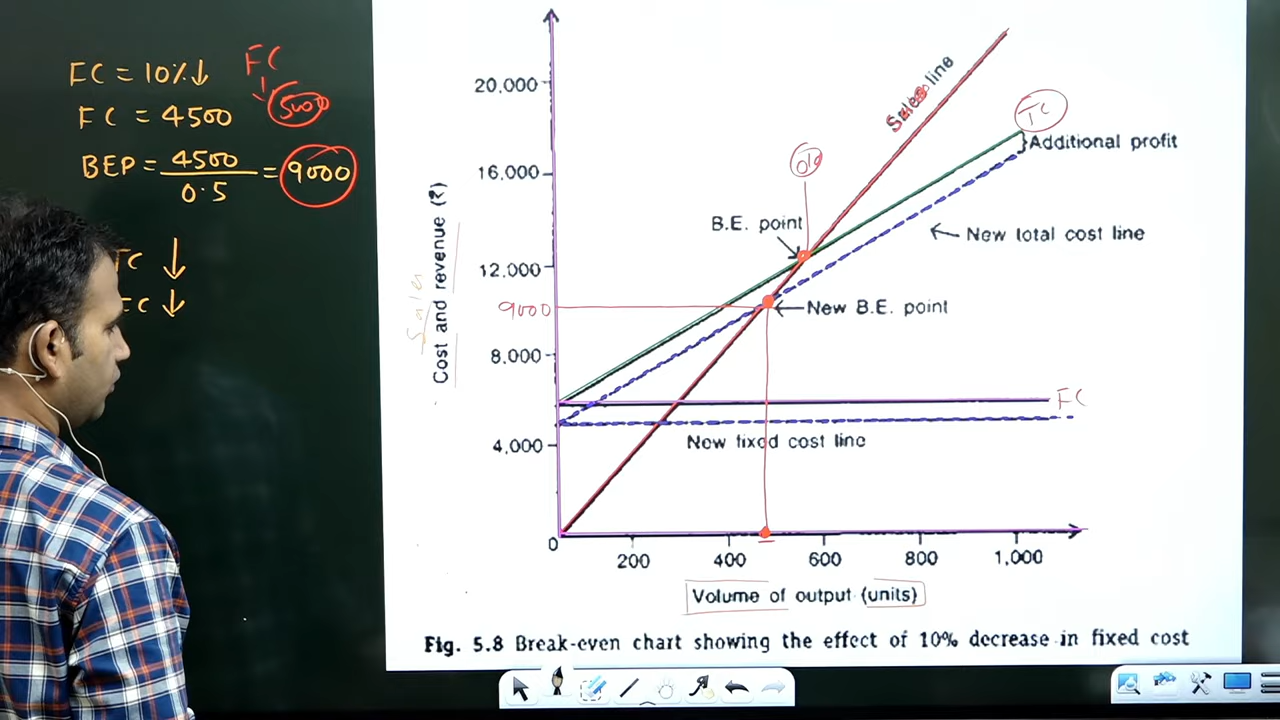 FC = 10% ↓
FC
FC = 4500
5000
BEP = 4500 / 0.5 = 9000
TC ↓
FC ↓
20,000
16,000
12,000
9000
8,000
4,000
0
200
400
600
800
1,000
Sales
Cost and revenue (₹)
Sales line
TC
Additional profit
Old
B.E. point
New total cost line
New B.E. point
FC
New fixed cost line
Volume of output (units)
Fig. 5.8 Break-even chart showing the effect of 10% decrease in fixed cost